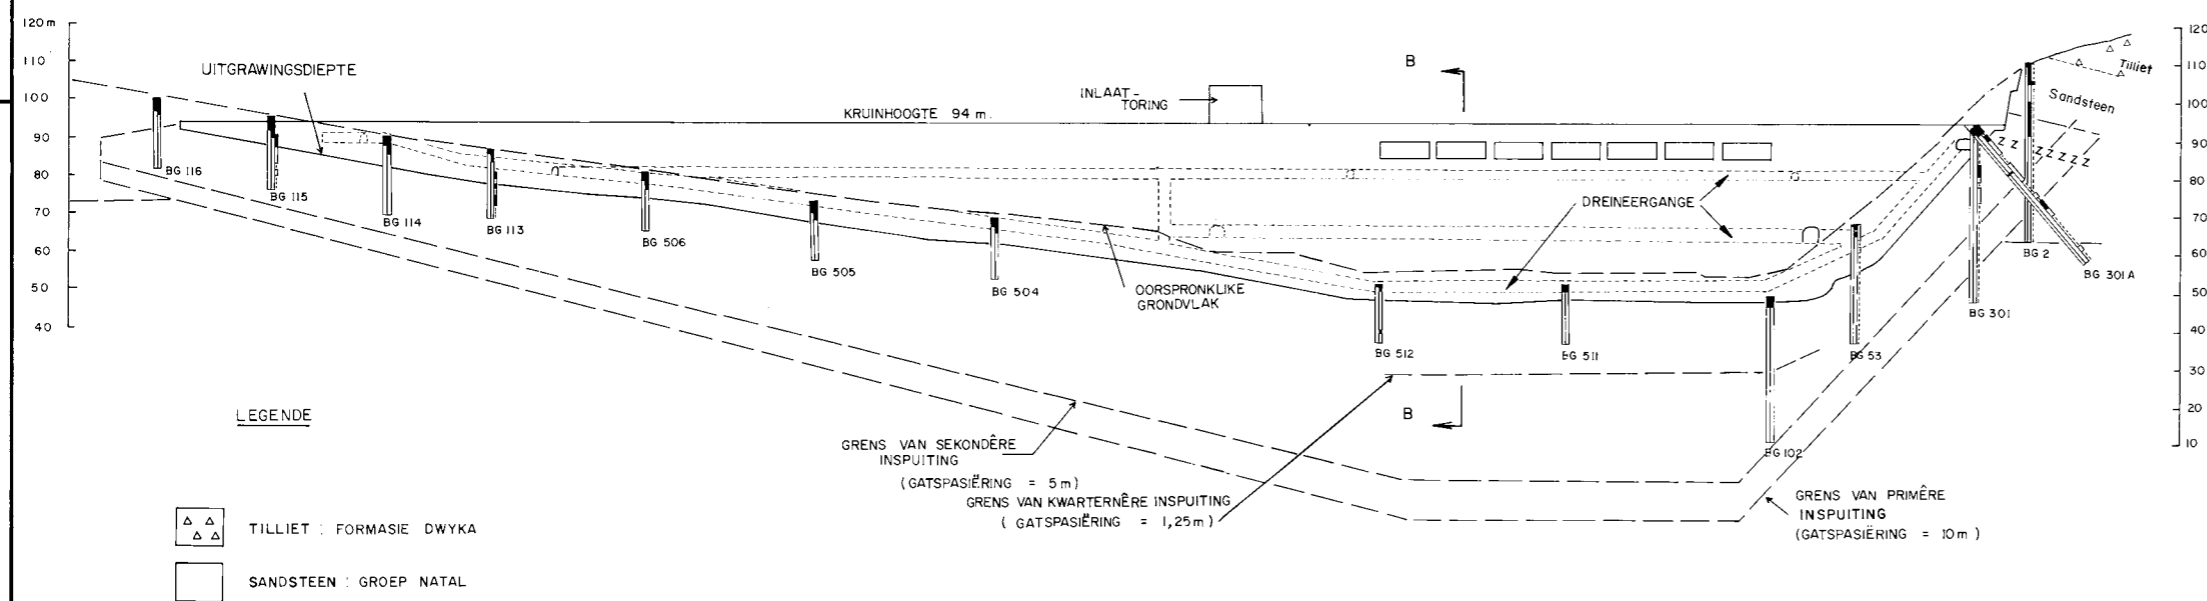 120 m
110
100
90
80
70
60
50
40
UITGRAWINGSDIEPTE
BG 116
BG 115
BG 114
BG 113
BG 506
BG 505
BG 504
KRUINHOOGTE 94 m.
INLAAT-
TORING
B
DREINEERGANGE
OORSPRONKLIKE
GRONDVLAK
BG 512
BG 511
BG 102
BG 53
BG 301
BG 2
BG 301 A
Tilliet
Sandsteen
Z Z Z Z Z Z Z
120
110
100
90
80
70
60
50
40
30
20
10
B
GRENS VAN SEKONDÊRE
INSPUITING
(GATSPASIËRING = 5 m)
GRENS VAN KWARTERNÊRE INSPUITING
( GATSPASIËRING = 1,25 m )
GRENS VAN PRIMÊRE
INSPUITING
(GATSPASIËRING = 10 m )
LEGENDE
TILLIET : FORMASIE DWYKA
SANDSTEEN : GROEP NATAL